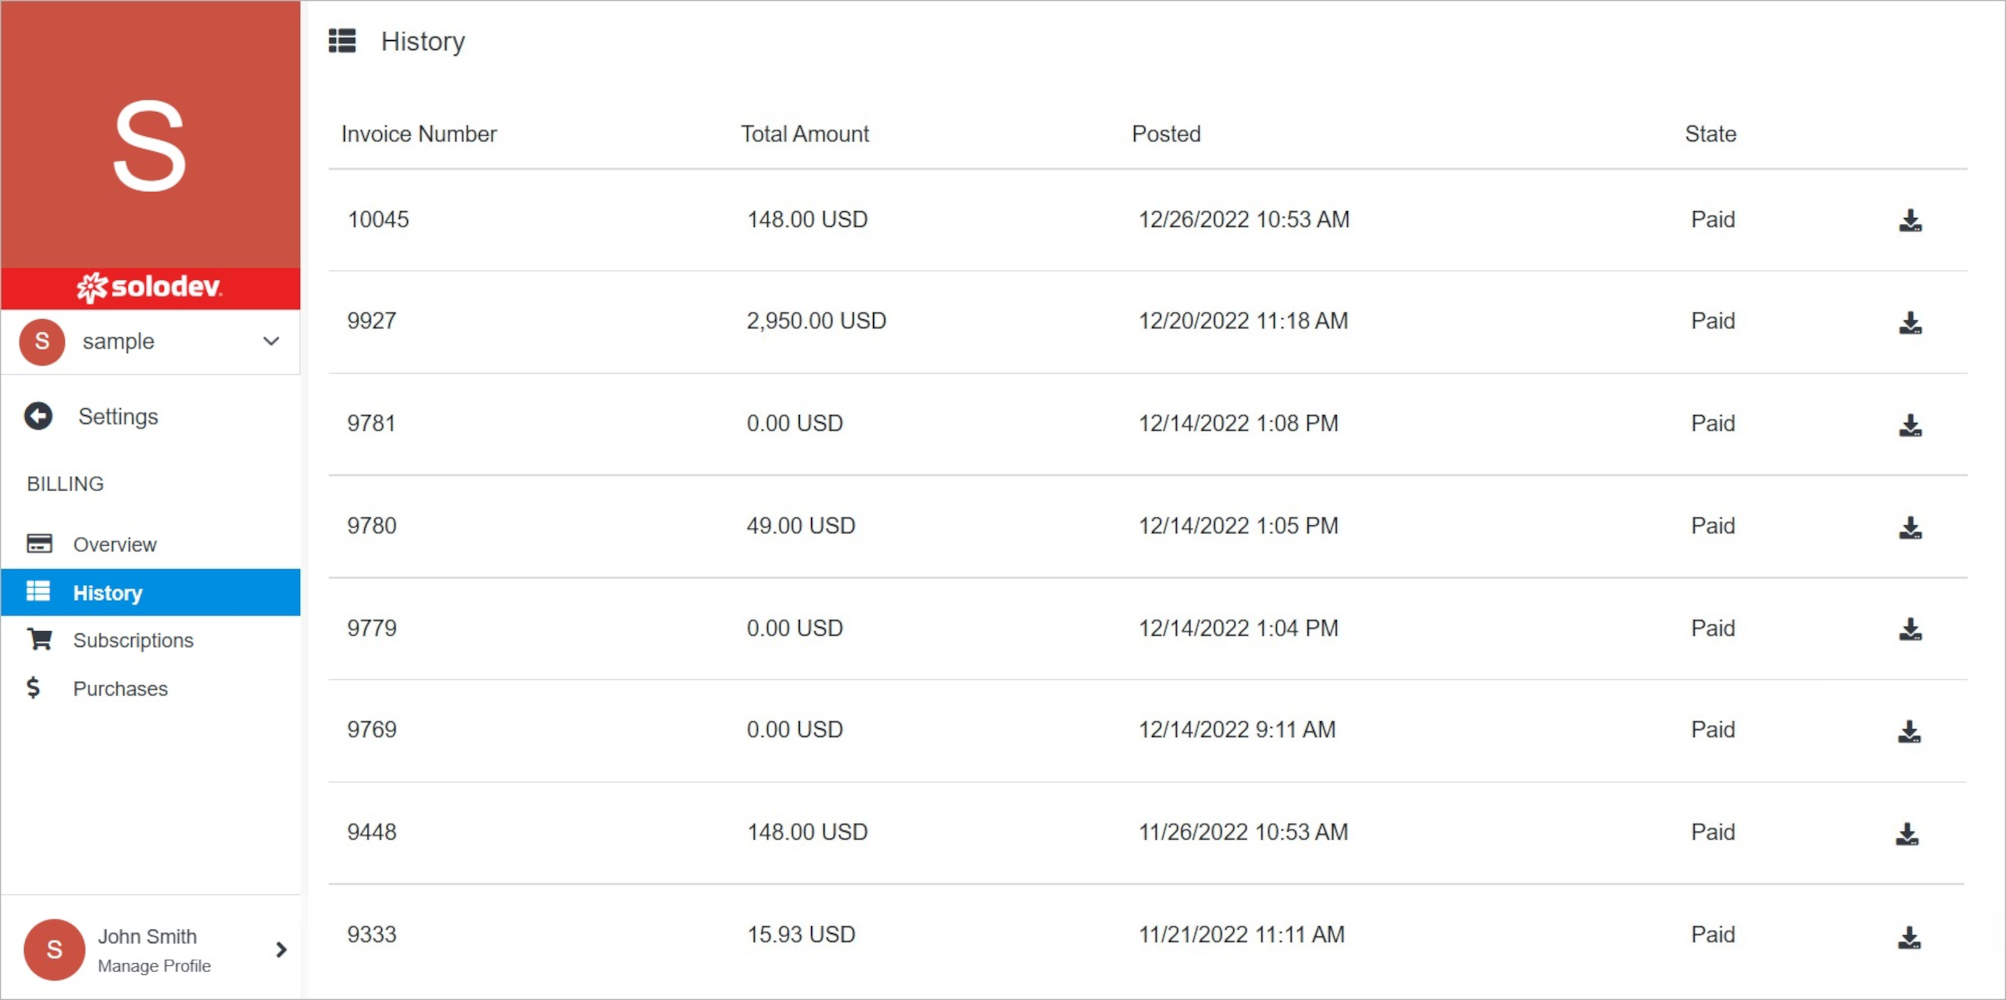 S
solodev
S sample
Settings
BILLING
Overview
History
Subscriptions
$ Purchases
S John Smith
Manage Profile
History
Invoice Number Total Amount Posted State
10045 148.00 USD 12/26/2022 10:53 AM Paid
9927 2,950.00 USD 12/20/2022 11:18 AM Paid
9781 0.00 USD 12/14/2022 1:08 PM Paid
9780 49.00 USD 12/14/2022 1:05 PM Paid
9779 0.00 USD 12/14/2022 1:04 PM Paid
9769 0.00 USD 12/14/2022 9:11 AM Paid
9448 148.00 USD 11/26/2022 10:53 AM Paid
9333 15.93 USD 11/21/2022 11:11 AM Paid